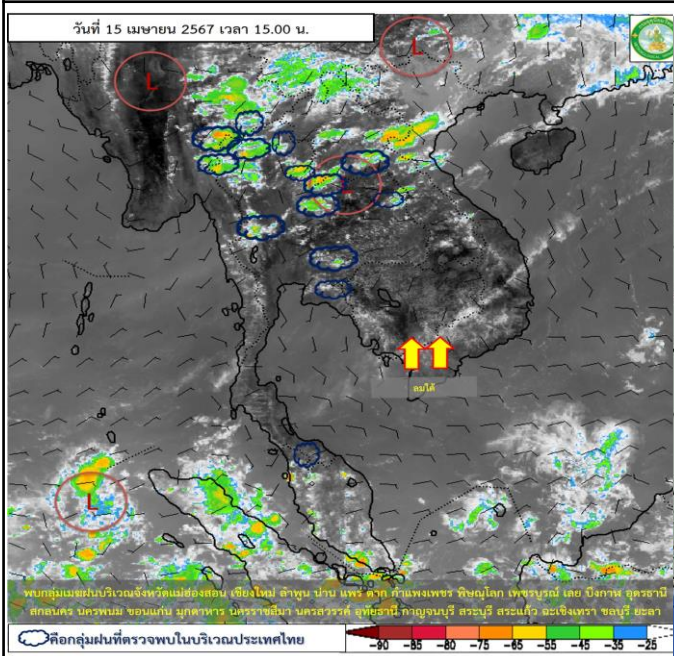 วันที่ 15 เมษายน 2567 เวลา 15.00 น.
L
L
L
ลมใต้
L
พบกลุ่มเมฆฝนบริเวณจังหวัดแม่ฮ่องสอน เชียงใหม่ ลำพูน น่าน แพร่ ตาก กำแพงเพชร พิษณุโลก เพชรบูรณ์ เลย บึงกาฬ อุดรธานี
สกลนคร นครพนม ขอนแก่น มุกดาหาร นครราชสีมา นครสวรรค์ อุทัยธานี กาญจนบุรี สระบุรี สระแก้ว ฉะเชิงเทรา ชลบุรี ยะลา
คือกลุ่มฝนที่ตรวจพบในบริเวณประเทศไทย
-90 -85 -80 -75 -65 -55 -45 -35 -25